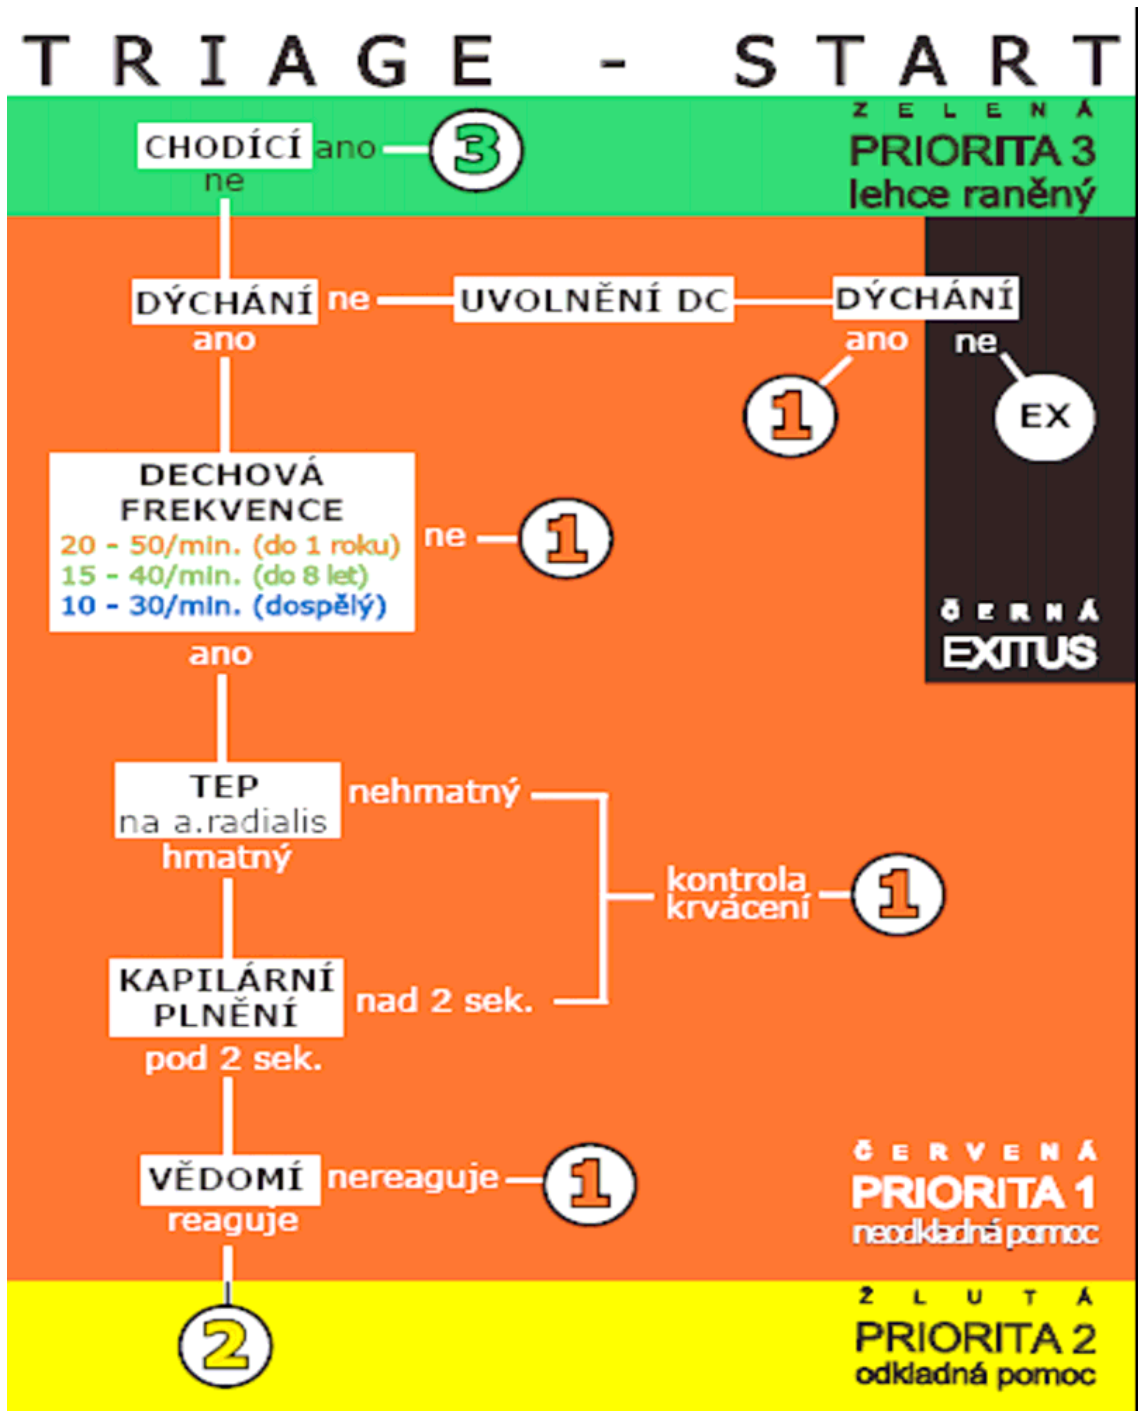 TRIAGE - START
ZELENÁ
CHODÍCÍ ano 3
PRIORITA 3
ne
lehce raněný
DÝCHÁNÍ ne UVOLNĚNÍ DC DÝCHÁNÍ
ano
ano ne
1 EX
DECHOVÁ
FREKVENCE
20 - 50/min. (do 1 roku)
15 - 40/min. (do 8 let)
10 - 30/min. (dospělý)
ne 1
ano
ČERNÁ
EXITUS
TEP
na a.radialis
nehmatný
hmatný
kontrola
krvácení
1
KAPILÁRNÍ
PLNĚNÍ
nad 2 sek.
pod 2 sek.
VĚDOMÍ nereaguje 1
reaguje
ČERVENÁ
PRIORITA 1
neodkladná pomoc
2
ŽLUTÁ
PRIORITA 2
odkladná pomoc